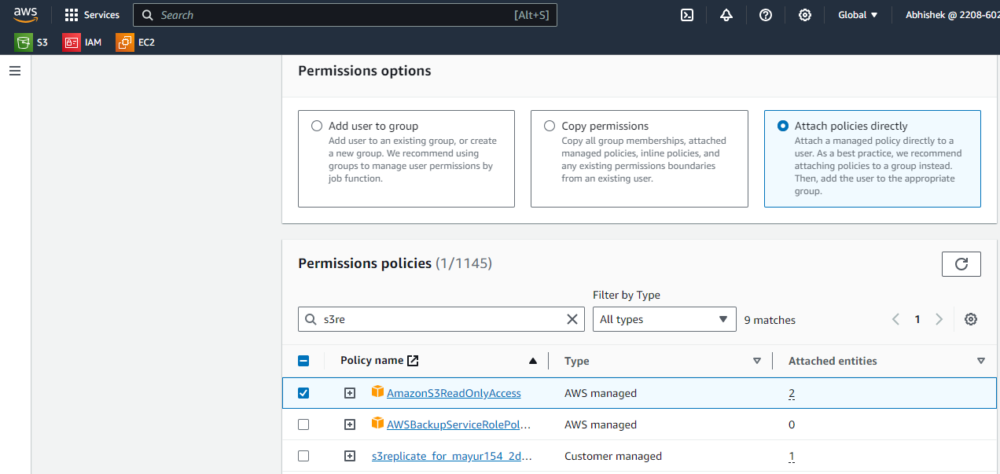 aws
Services
Search
[Alt+S]
Global
Abhishek @ 2208-602
S3
IAM
EC2
Permissions options
Add user to group
Add user to an existing group, or create
a new group. We recommend using
groups to manage user permissions by
job function.
Copy permissions
Copy all group memberships, attached
managed policies, inline policies, and
any existing permissions boundaries
from an existing user.
Attach policies directly
Attach a managed policy directly to a
user. As a best practice, we recommend
attaching policies to a group instead.
Then, add the user to the appropriate
group.
Permissions policies (1/1145)
Filter by Type
s3re
All types
9 matches
1
Policy name
Type
Attached entities
AmazonS3ReadOnlyAccess
AWS managed
2
AWSBackupServiceRolePol...
AWS managed
0
s3replicate_for_mayur154_2d...
Customer managed
1